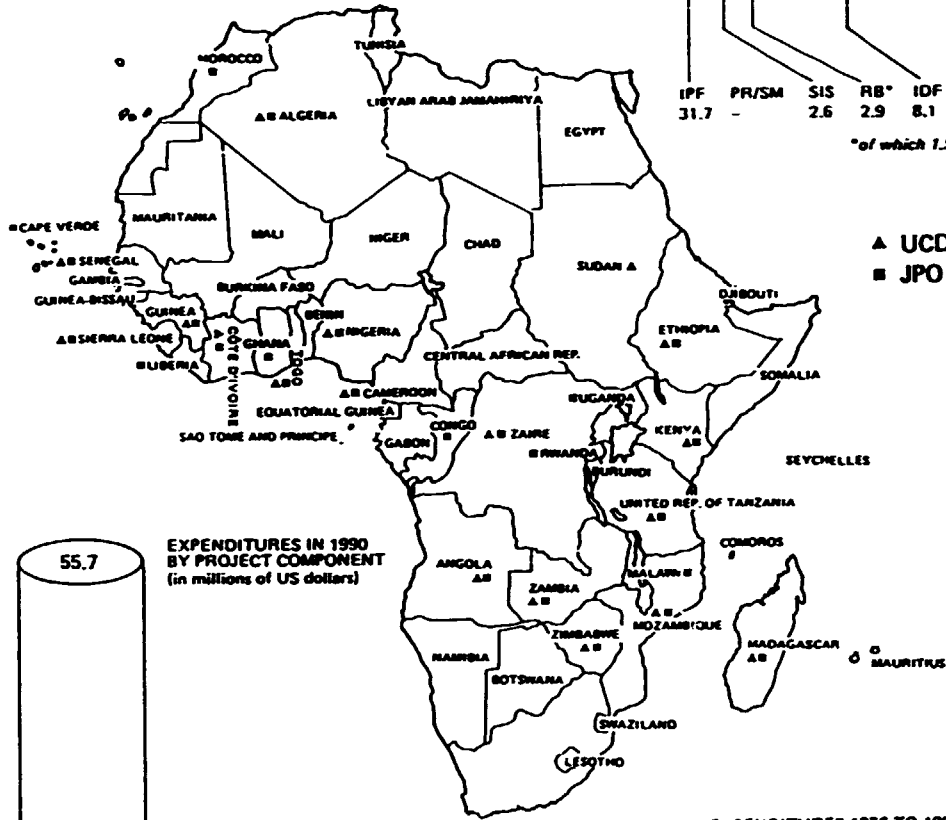 IPF PR/SM SIS RB* IDF
31.7 – 2.6 2.9 8.1
*of which 1.
▲ UCD
■ JPO
TUNISIA
MOROCCO
■
▲■ ALGERIA
LIBYAN ARAB JAMAHIRIYA
EGYPT
MAURITANIA
MALI
NIGER
CHAD
SUDAN ▲
■ CAPE VERDE
▲■ SENEGAL
GAMBIA
GUINEA-BISSAU
GUINEA
▲■
▲■ SIERRA LEONE
■ LIBERIA
CÔTE D'IVOIRE
▲■
BURKINA FASO
GHANA
■
TOGO
▲■
BENIN
▲■ NIGERIA
▲■ CAMEROON
CENTRAL AFRICAN REP.
DJIBOUTI
ETHIOPIA
▲■
SOMALIA
EQUATORIAL GUINEA
SAO TOME AND PRINCIPE
GABON
CONGO
■
▲■ ZAIRE
■UGANDA
KENYA
▲■
■ RWANDA
BURUNDI
SEYCHELLES
UNITED REP. OF TANZANIA
▲■
COMOROS
ANGOLA
▲■
ZAMBIA
▲■
MALAWI ■
▲■
MOZAMBIQUE
ZIMBABWE
▲■
MADAGASCAR
▲■
MAURITIUS
NAMIBIA
BOTSWANA
SWAZILAND
LESOTHO
55.7
EXPENDITURES IN 1990
BY PROJECT COMPONENT
(in millions of US dollars)